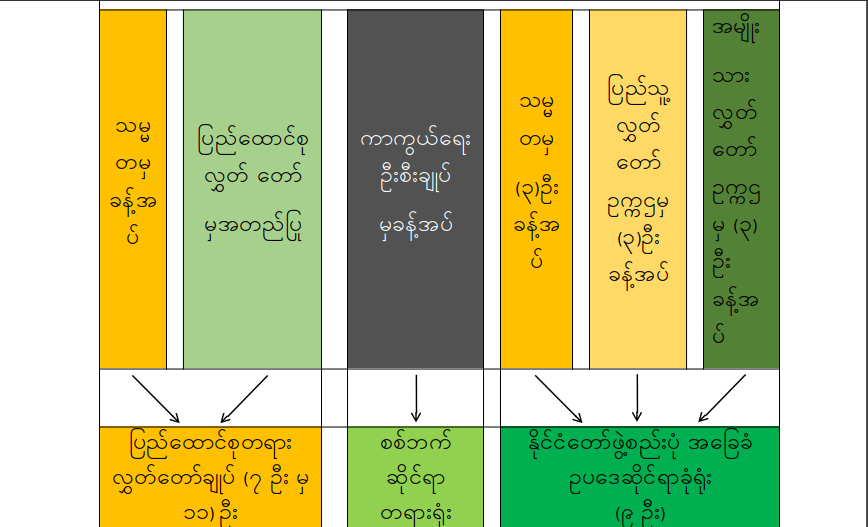 သမ္မ
တမှ
ခန့်အ
ပ်
ပြည်ထောင်စု
လွှတ် တော်
မှအတည်ပြု
ကာကွယ်ရေး
ဦးစီးချုပ်
မှခန့်အပ်
သမ္မ
တမှ
(၃)ဦး
ခန့်အ
ပ်
ပြည်သူ့
လွှတ်
တော်
ဥက္ကဌမှ
(၃)ဦး
ခန့်အပ်
အမျိုး
သား
လွှတ်
တော်
ဥက္ကဌ
မှ (၃)
ဦး
ခန့်အ
ပ်
ပြည်ထောင်စုတရား
လွှတ်တော်ချုပ် (၇ ဦး မှ
၁၁) ဦး
စစ်ဘက်
ဆိုင်ရာ
တရားရုံး
နိုင်ငံတော်ဖွဲ့စည်းပုံ အခြေခံ
ဥပဒေဆိုင်ရာခုံရုံး
(၉ ဦး)